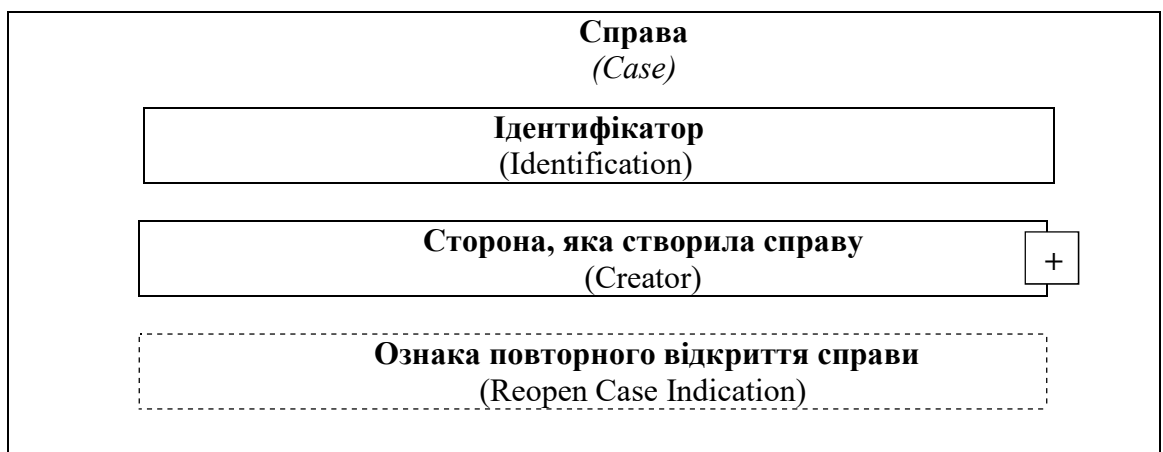 Справа
(Case)
Ідентифікатор
(Identification)
Сторона, яка створила справу
(Creator)
+
Ознака повторного відкриття справи
(Reopen Case Indication)